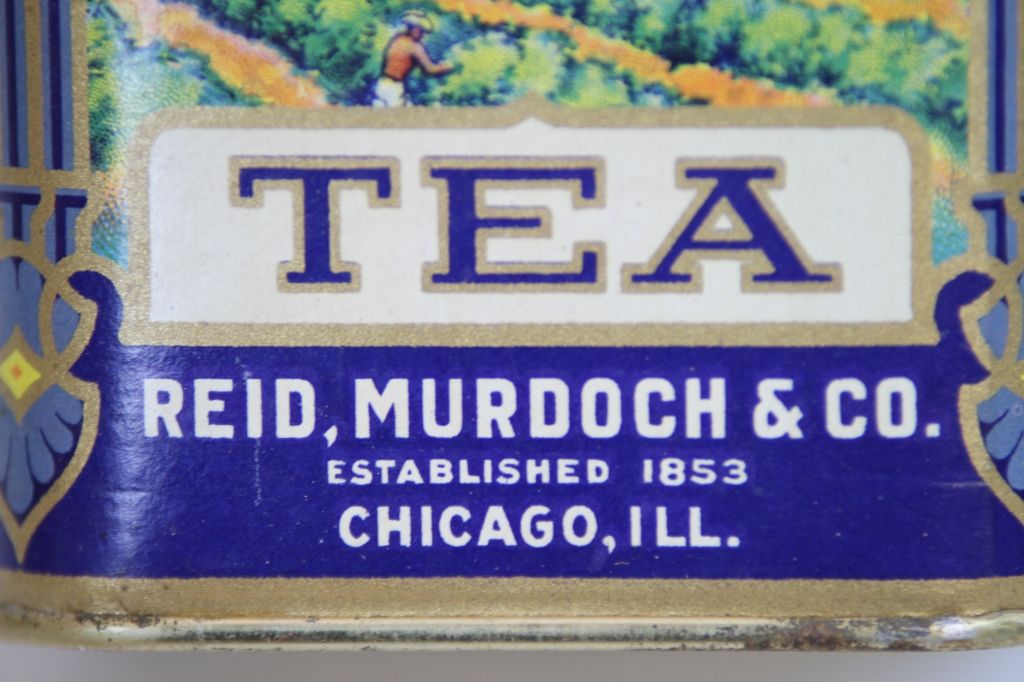 TEA
REID, MURDOCH & CO.
ESTABLISHED 1853
CHICAGO, ILL.